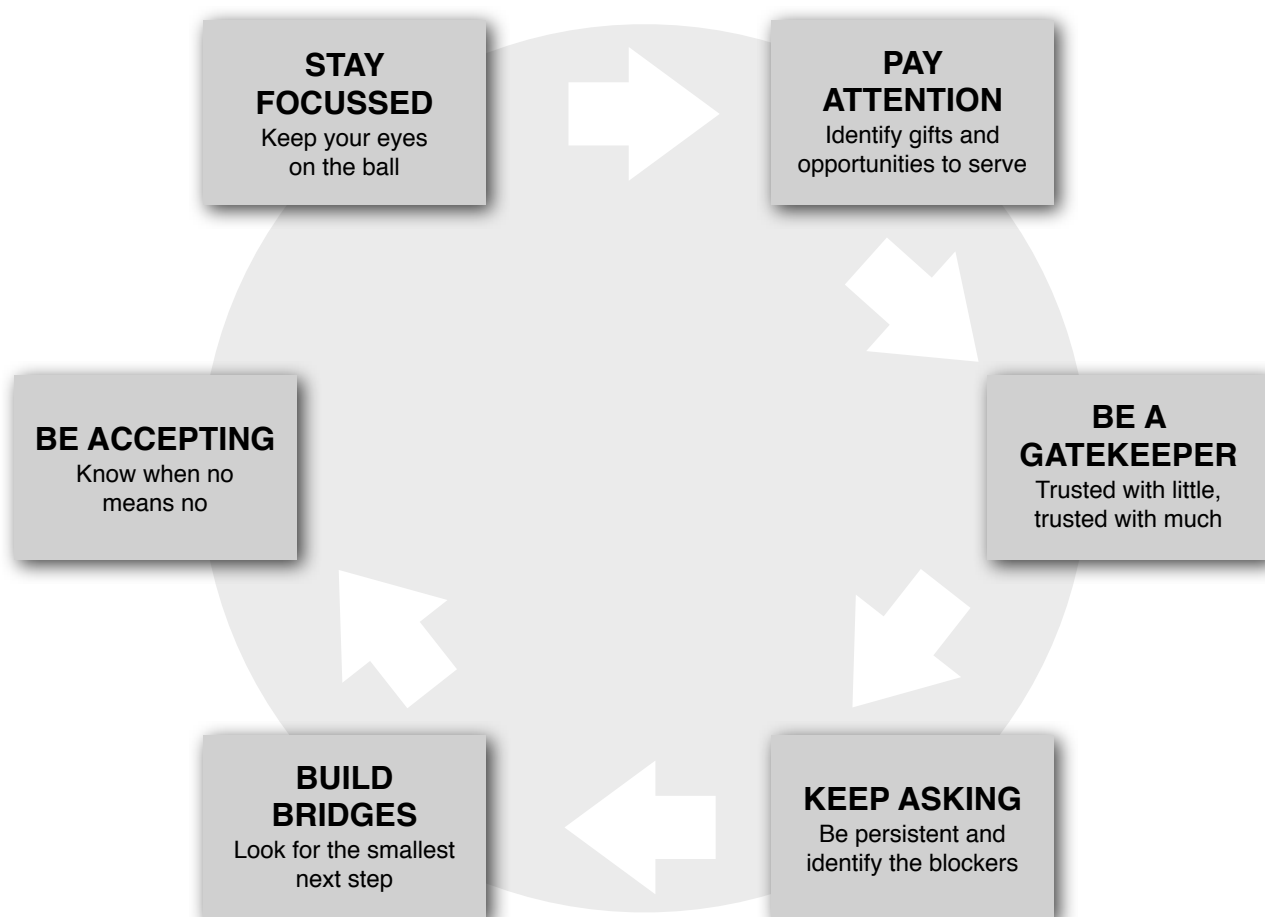 STAY
FOCUSSED
Keep your eyes
on the ball
PAY
ATTENTION
Identify gifts and
opportunities to serve
BE A
GATEKEEPER
Trusted with little,
trusted with much
KEEP ASKING
Be persistent and
identify the blockers
BUILD
BRIDGES
Look for the smallest
next step
BE ACCEPTING
Know when no
means no